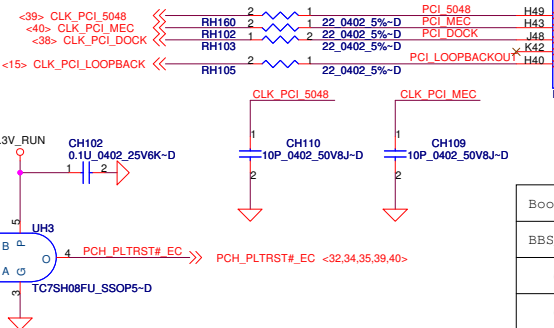 <39> CLK_PCI_5048 2 1 PCI_5048 H49
RH160 22_0402_5%~D
<40> CLK_PCI_MEC 2 1 PCI_MEC H43
RH102 22_0402_5%~D
<38> CLK_PCI_DOCK 1 2 PCI_DOCK J48
RH103 22_0402_5%~D
K42
<15> CLK_PCI_LOOPBACK 2 1 PCI_LOOPBACKOUT H40
RH105 22_0402_5%~D
CLK_PCI_5048 CLK_PCI_MEC
.3V_RUN
CH102
0.1U_0402_25V6K~D
1 2
1 1
CH110 CH109
10P_0402_50V8J~D 10P_0402_50V8J~D
2 2
Boo
BBS
5
UH3
B P
4 PCH_PLTRST#_EC PCH_PLTRST#_EC <32,34,35,39,40>
O
A G
TC7SH08FU_SSOP5~D
3